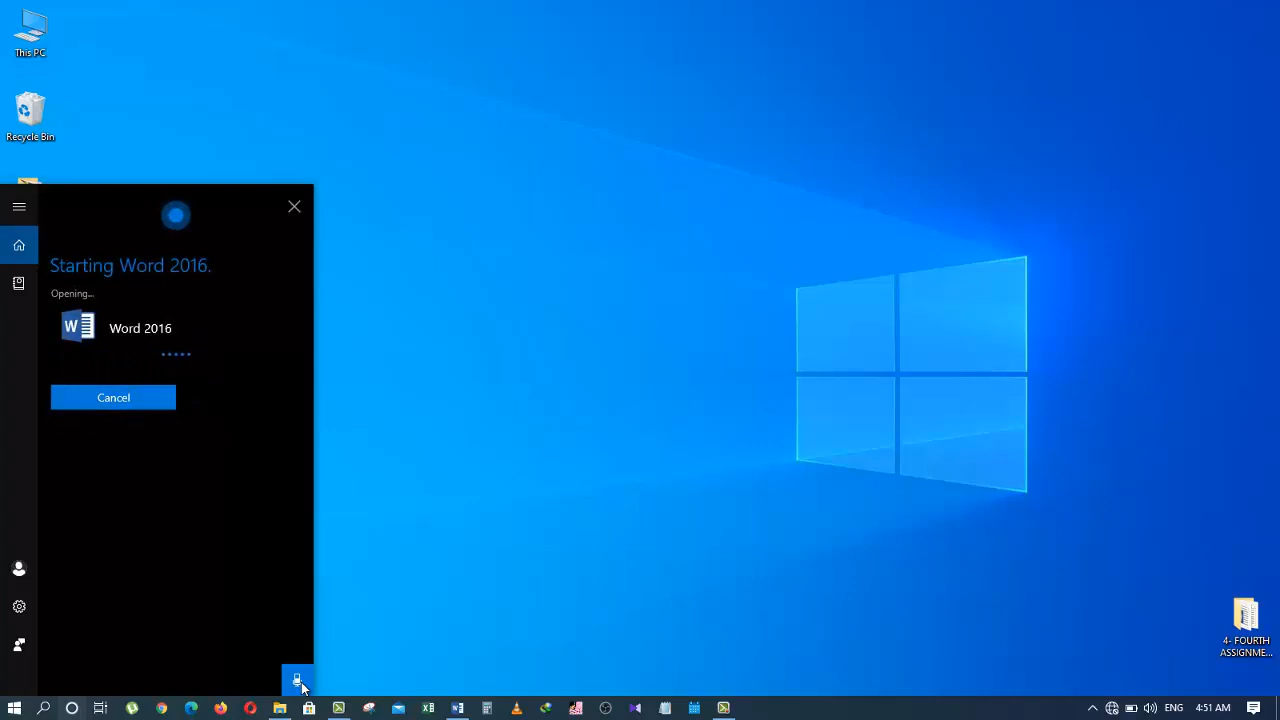 This PC
Recycle Bin
Starting Word 2016.
Opening...
W
Word 2016
Cancel
4- FOURTH
ASSIGNME...
ENG
4:51 AM